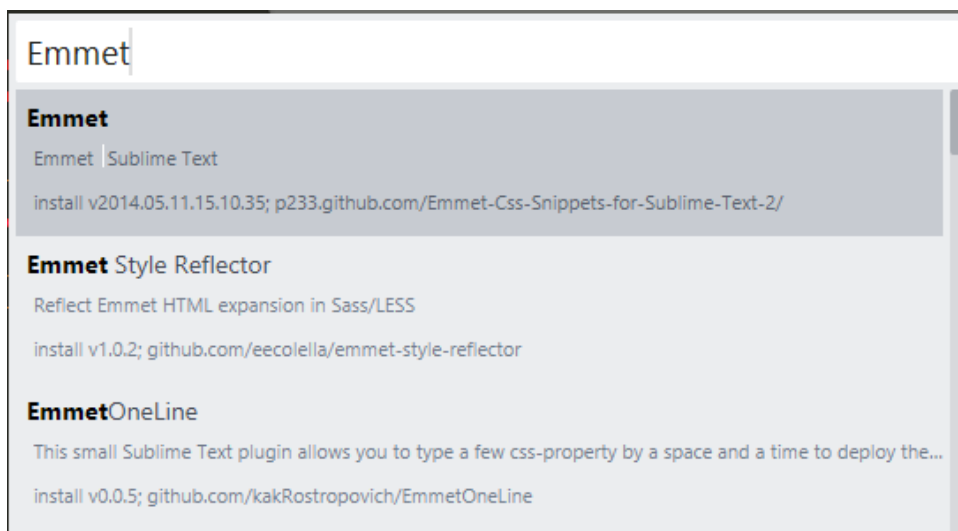 Emmet
Emmet
Emmet Sublime Text
install v2014.05.11.15.10.35; p233.github.com/Emmet-Css-Snippets-for-Sublime-Text-2/
Emmet Style Reflector
Reflect Emmet HTML expansion in Sass/LESS
install v1.0.2; github.com/eecolella/emmet-style-reflector
EmmetOneLine
This small Sublime Text plugin allows you to type a few css-property by a space and a time to deploy the...
install v0.0.5; github.com/kakRostropovich/EmmetOneLine